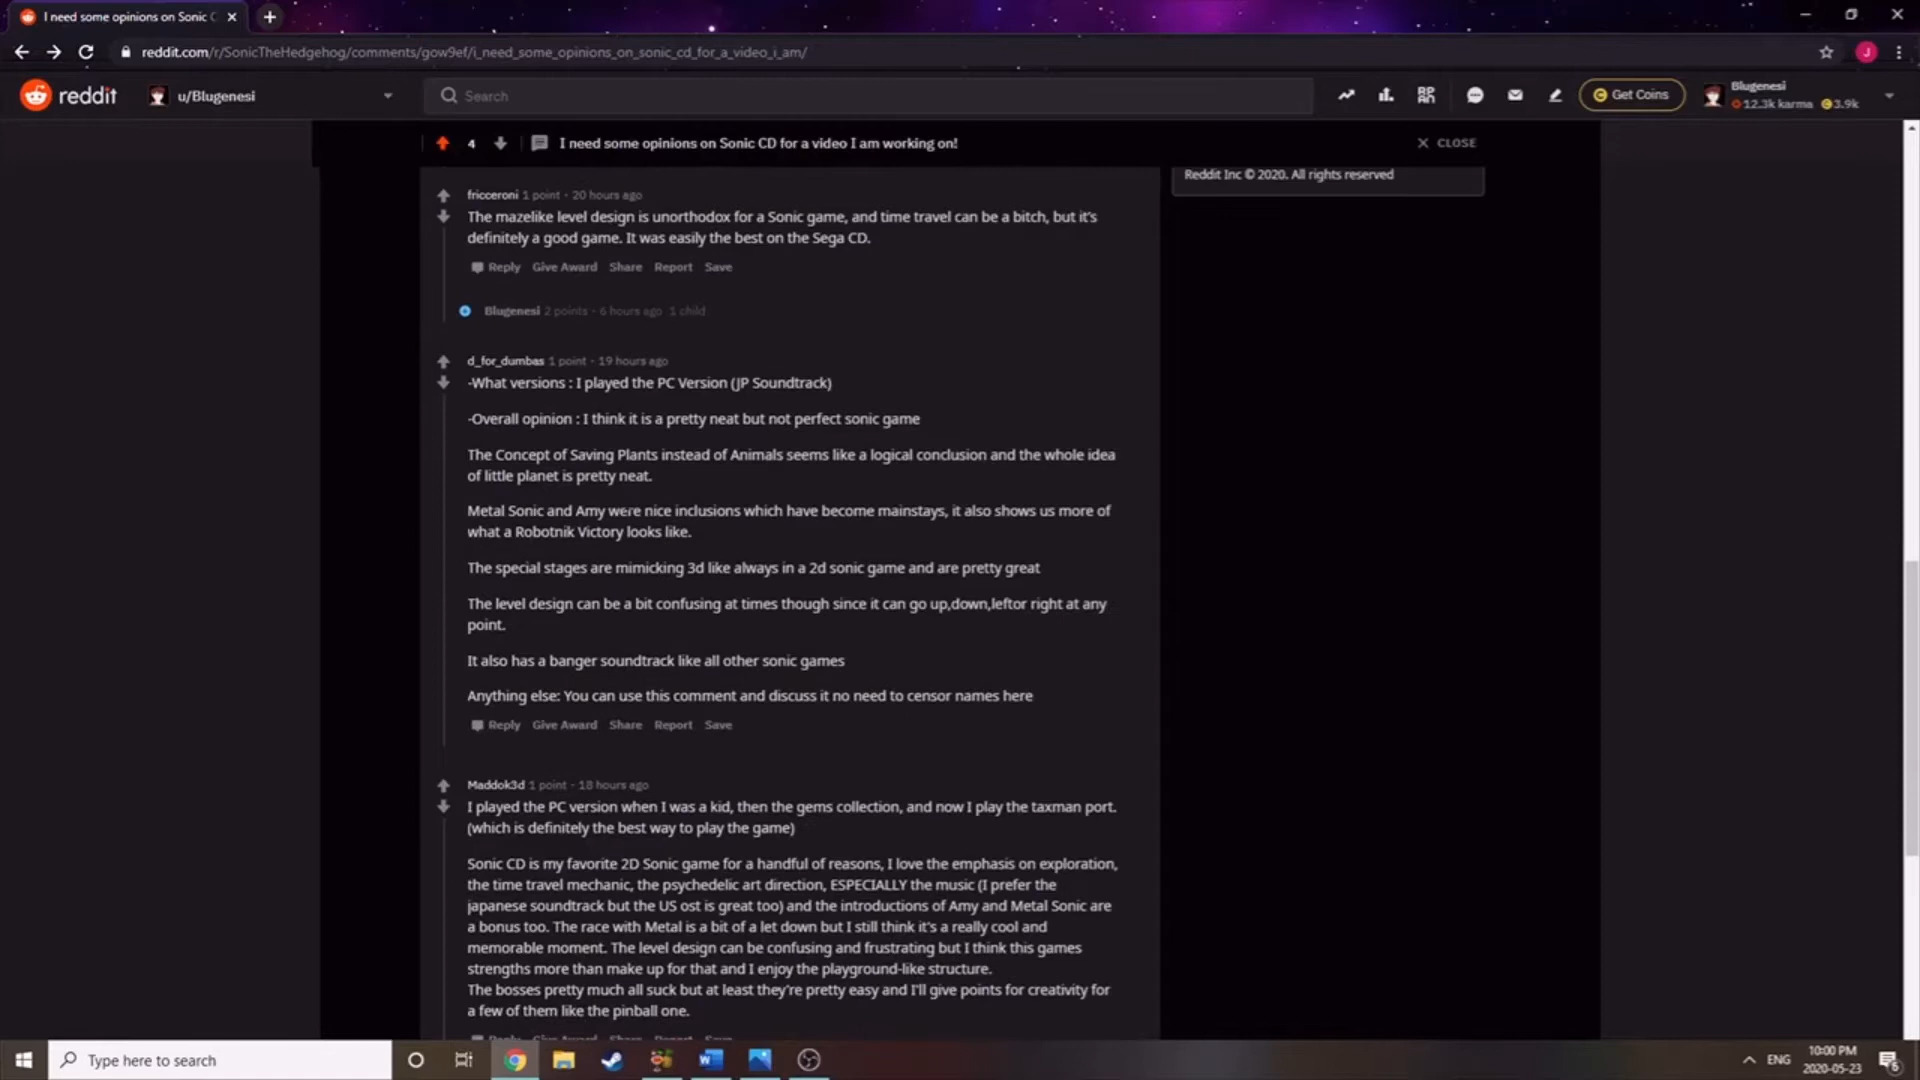 I need some opinions on Sonic C
reddit.com/r/SonicTheHedgehog/comments/gow9ef/i_need_some_opinions_on_sonic_cd_for_a_video_i_am/
J
reddit
u/Blugenesi
Search
Get Coins
Blugenesi
12.3k karma
3.9k
4
I need some opinions on Sonic CD for a video I am working on!
CLOSE
Reddit Inc © 2020. All rights reserved
fricceroni 1 point · 20 hours ago
The mazelike level design is unorthodox for a Sonic game, and time travel can be a bitch, but it's
definitely a good game. It was easily the best on the Sega CD.
Reply Give Award Share Report Save
Blugenesi 2 points · 6 hours ago 1 child
d_for_dumbas 1 point · 19 hours ago
-What versions : I played the PC Version (JP Soundtrack)
-Overall opinion : I think it is a pretty neat but not perfect sonic game
The Concept of Saving Plants instead of Animals seems like a logical conclusion and the whole idea
of little planet is pretty neat.
Metal Sonic and Amy were nice inclusions which have become mainstays, it also shows us more of
what a Robotnik Victory looks like.
The special stages are mimicking 3d like always in a 2d sonic game and are pretty great
The level design can be a bit confusing at times though since it can go up,down,leftor right at any
point.
It also has a banger soundtrack like all other sonic games
Anything else: You can use this comment and discuss it no need to censor names here
Reply Give Award Share Report Save
Maddok3d 1 point · 18 hours ago
I played the PC version when I was a kid, then the gems collection, and now I play the taxman port.
(which is definitely the best way to play the game)
Sonic CD is my favorite 2D Sonic game for a handful of reasons, I love the emphasis on exploration,
the time travel mechanic, the psychedelic art direction, ESPECIALLY the music (I prefer the
japanese soundtrack but the US ost is great too) and the introductions of Amy and Metal Sonic are
a bonus too. The race with Metal is a bit of a let down but I still think it's a really cool and
memorable moment. The level design can be confusing and frustrating but I think this games
strengths more than make up for that and I enjoy the playground-like structure.
The bosses pretty much all suck but at least they're pretty easy and I'll give points for creativity for
a few of them like the pinball one.
Reply Give Award Share Report Save
Type here to search
ENG
10:00 PM
2020-05-23